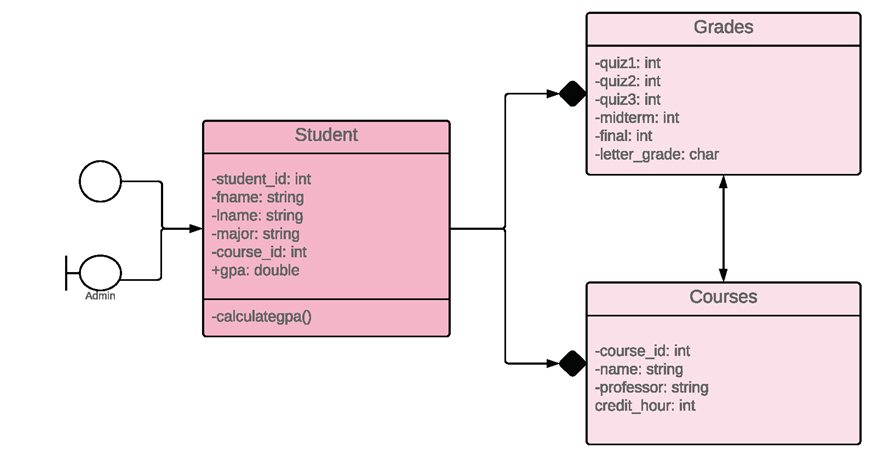 Grades
-quiz1: int
-quiz2: int
-quiz3: int
-midterm: int
-final: int
-letter_grade: char
Student
-student_id: int
-fname: string
-lname: string
-major: string
-course_id: int
+gpa: double
-calculategpa()
Admin
Courses
-course_id: int
-name: string
-professor: string
credit_hour: int